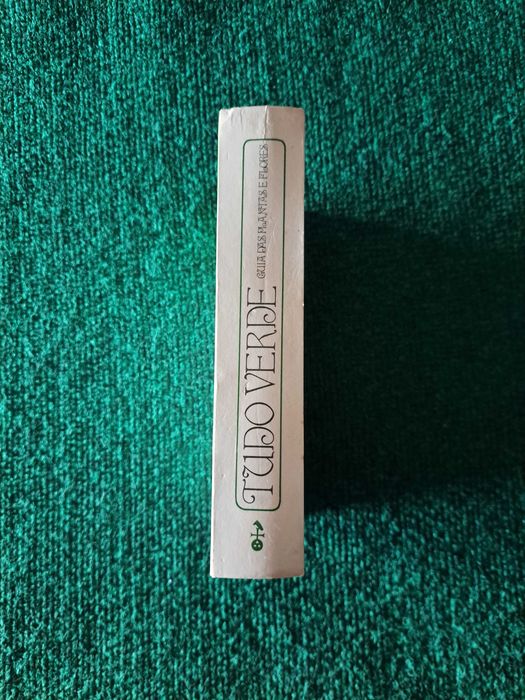 TUDO VERDE
GUIA DAS PLANTAS E FLORES